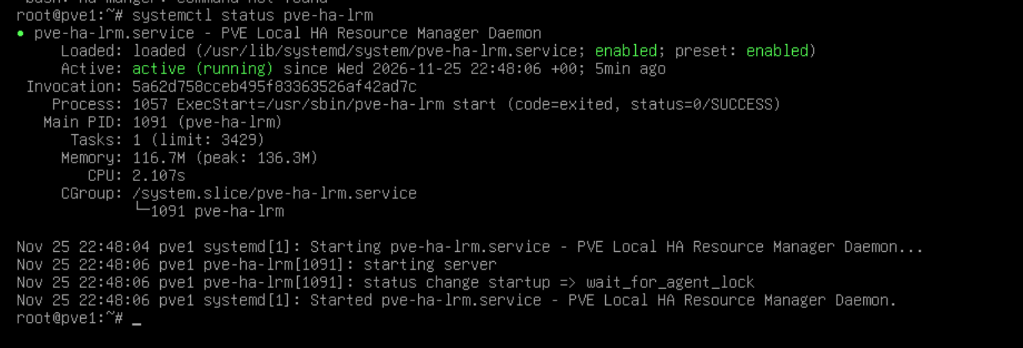 root@pve1:~# systemctl status pve-ha-lrm
● pve-ha-lrm.service - PVE Local HA Resource Manager Daemon
Loaded: loaded (/usr/lib/systemd/system/pve-ha-lrm.service; enabled; preset: enabled)
Active: active (running) since Wed 2026-11-25 22:48:06 +00; 5min ago
Invocation: 5a62d758cceb495f83363526af42ad7c
Process: 1057 ExecStart=/usr/sbin/pve-ha-lrm start (code=exited, status=0/SUCCESS)
Main PID: 1091 (pve-ha-lrm)
Tasks: 1 (limit: 3429)
Memory: 116.7M (peak: 136.3M)
CPU: 2.107s
CGroup: /system.slice/pve-ha-lrm.service
└─1091 pve-ha-lrm
Nov 25 22:48:04 pve1 systemd[1]: Starting pve-ha-lrm.service - PVE Local HA Resource Manager Daemon...
Nov 25 22:48:06 pve1 pve-ha-lrm[1091]: starting server
Nov 25 22:48:06 pve1 pve-ha-lrm[1091]: status change startup => wait_for_agent_lock
Nov 25 22:48:06 pve1 systemd[1]: Started pve-ha-lrm.service - PVE Local HA Resource Manager Daemon.
root@pve1:~# _